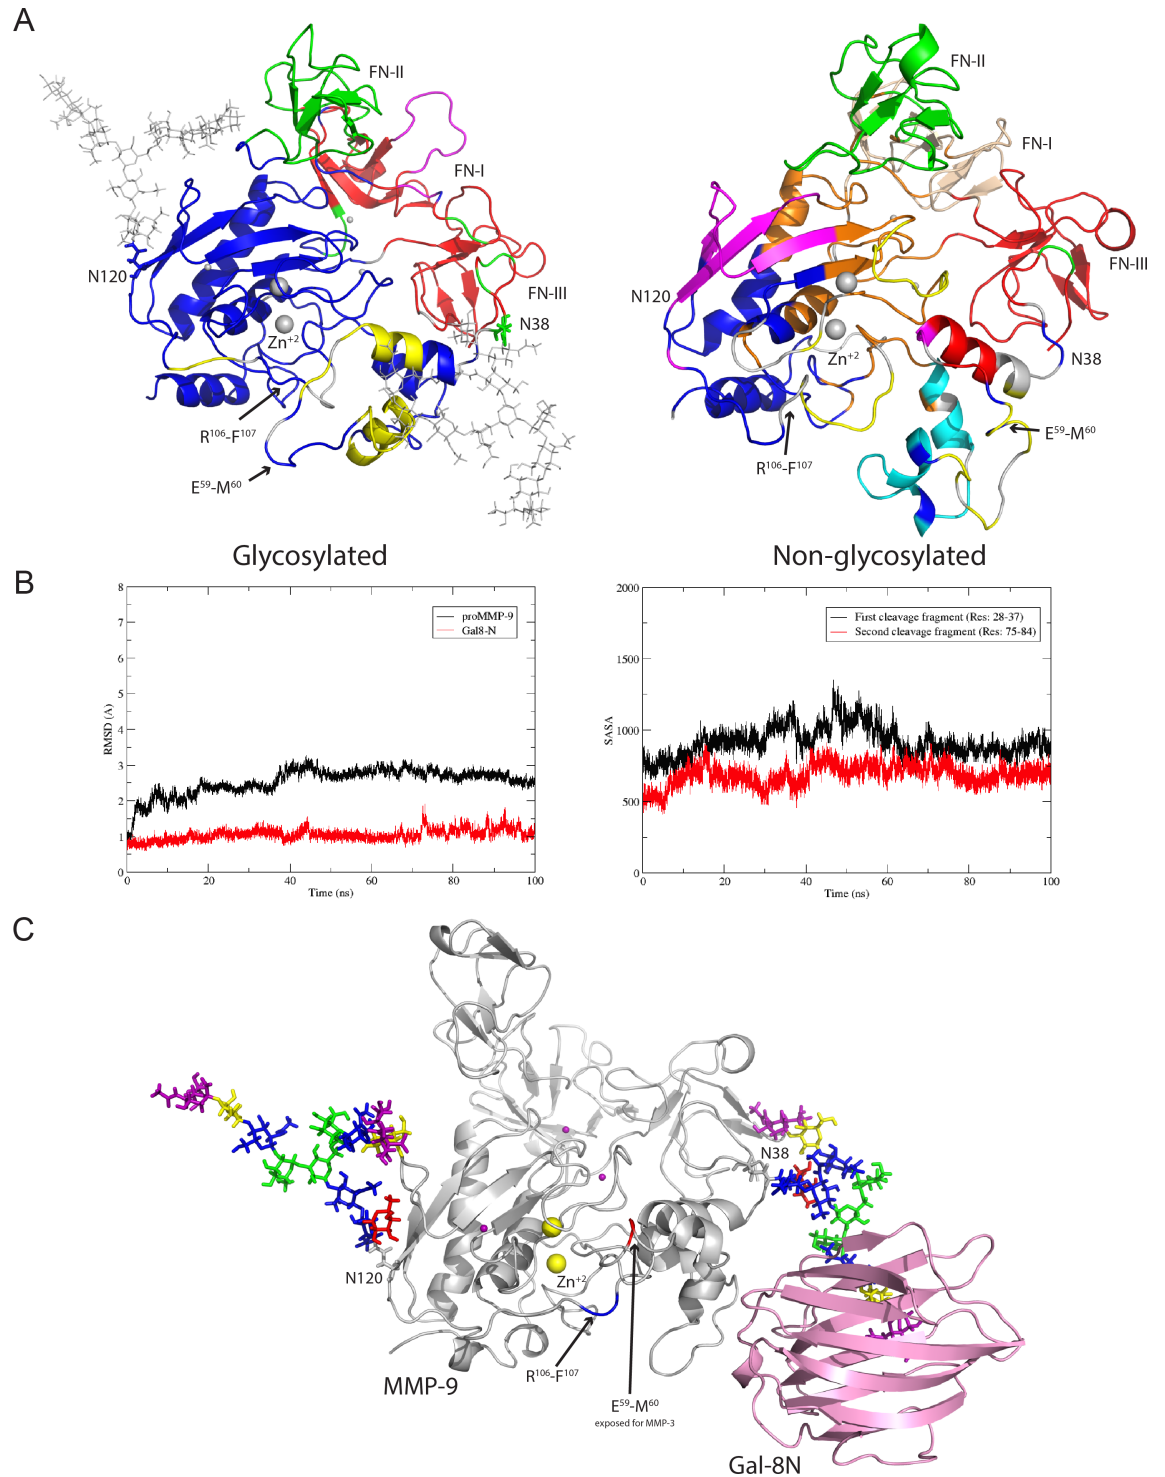 A
FN-II
FN-I
FN-III
N120
N38
Zn+2
R106-F107
E59-M60
Glycosylated
FN-II
FN-I
FN-III
N120
N38
Zn+2
E59-M60
R106-F107
Non-glycosylated
B
8
7
6
5
4
3
2
1
0
RMSD (A)
proMMP-9
Gal8-N
0 20 40 60 80 100
Time (ns)
2000
1500
1000
500
0
SASA
First cleavage fragment (Res: 28-37)
Second cleavage fragment (Res: 75-84)
0 20 40 60 80 100
Time (ns)
C
N38
N120
Zn+2
R106-F107
MMP-9
E59-M60
exposed for MMP-3
Gal-8N